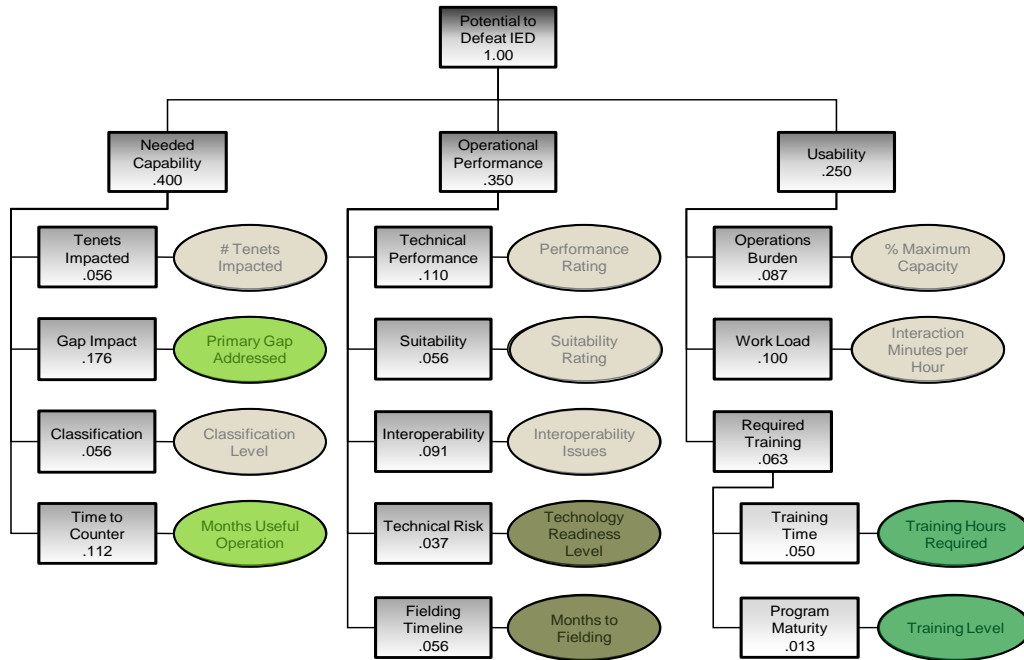 Potential to
Defeat IED
1.00
Needed
Capability
.400
Operational
Performance
.350
Usability
.250
Tenets
Impacted
.056
# Tenets
Impacted
Gap Impact
.176
Primary Gap
Addressed
Classification
.056
Classification
Level
Time to
Counter
.112
Months Useful
Operation
Technical
Performance
.110
Performance
Rating
Suitability
.056
Suitability
Rating
Interoperability
.091
Interoperability
Issues
Technical Risk
.037
Technology
Readiness
Level
Fielding
Timeline
.056
Months to
Fielding
Operations
Burden
.087
% Maximum
Capacity
Work Load
.100
Interaction
Minutes per
Hour
Required
Training
.063
Training
Time
.050
Training Hours
Required
Program
Maturity
.013
Training Level